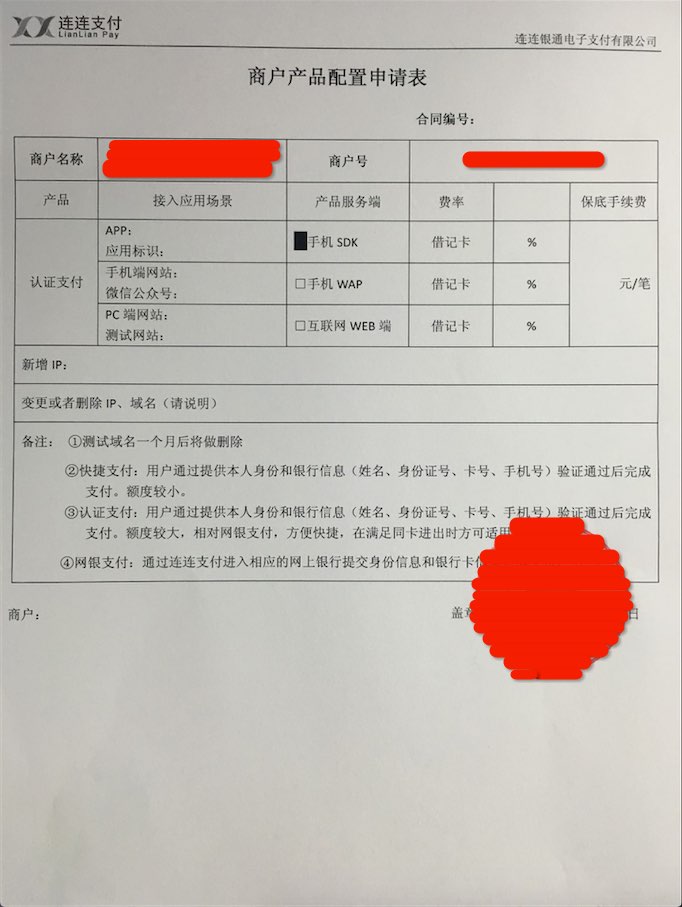 连连支付
LianLian Pay
连连银通电子支付有限公司
商户产品配置申请表
合同编号：
商户名称 商户号
产品 接入应用场景 产品服务端 费率 保底手续费
认证支付
APP：
应用标识：
手机 SDK 借记卡 %
手机端网站：
微信公众号：
□手机 WAP 借记卡 % 元/笔
PC 端网站：
测试网站：
□互联网 WEB 端 借记卡 %
新增 IP：
变更或者删除 IP、域名（请说明）
备注： ①测试域名一个月后将做删除
②快捷支付：用户通过提供本人身份和银行信息（姓名、身份证号、卡号、手机号）验证通过后完成
支付。额度较小。
③认证支付：用户通过提供本人身份和银行信息（姓名、身份证号、卡号、手机号）验证通过后完成
支付。额度较大，相对网银支付，方便快捷，在满足同卡进出时方可适用
④网银支付：通过连连支付进入相应的网上银行提交身份信息和银行卡
商户： 盖章 日